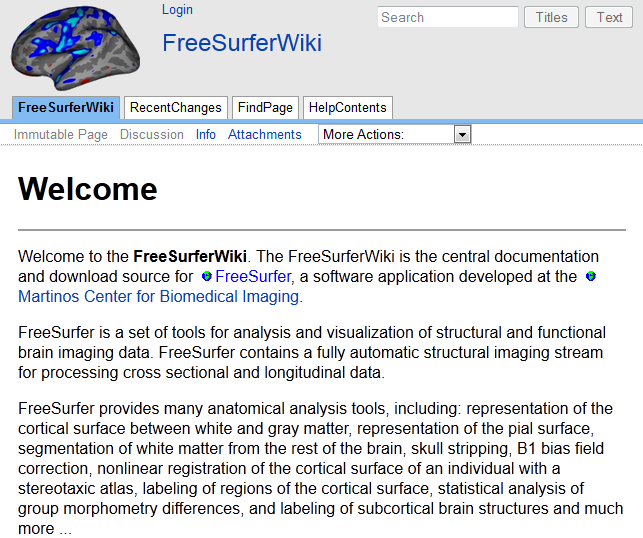 Login
FreeSurferWiki
Search
Titles
Text
FreeSurferWiki
RecentChanges
FindPage
HelpContents
Immutable Page
Discussion
Info
Attachments
More Actions:
Welcome
Welcome to the FreeSurferWiki. The FreeSurferWiki is the central documentation
and download source for FreeSurfer, a software application developed at the
Martinos Center for Biomedical Imaging.
FreeSurfer is a set of tools for analysis and visualization of structural and functional
brain imaging data. FreeSurfer contains a fully automatic structural imaging stream
for processing cross sectional and longitudinal data.
FreeSurfer provides many anatomical analysis tools, including: representation of the
cortical surface between white and gray matter, representation of the pial surface,
segmentation of white matter from the rest of the brain, skull stripping, B1 bias field
correction, nonlinear registration of the cortical surface of an individual with a
stereotaxic atlas, labeling of regions of the cortical surface, statistical analysis of
group morphometry differences, and labeling of subcortical brain structures and much
more ...